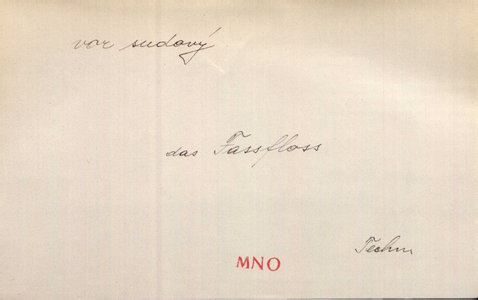 vor sudový
das Fassfloss
Techn.
MNO